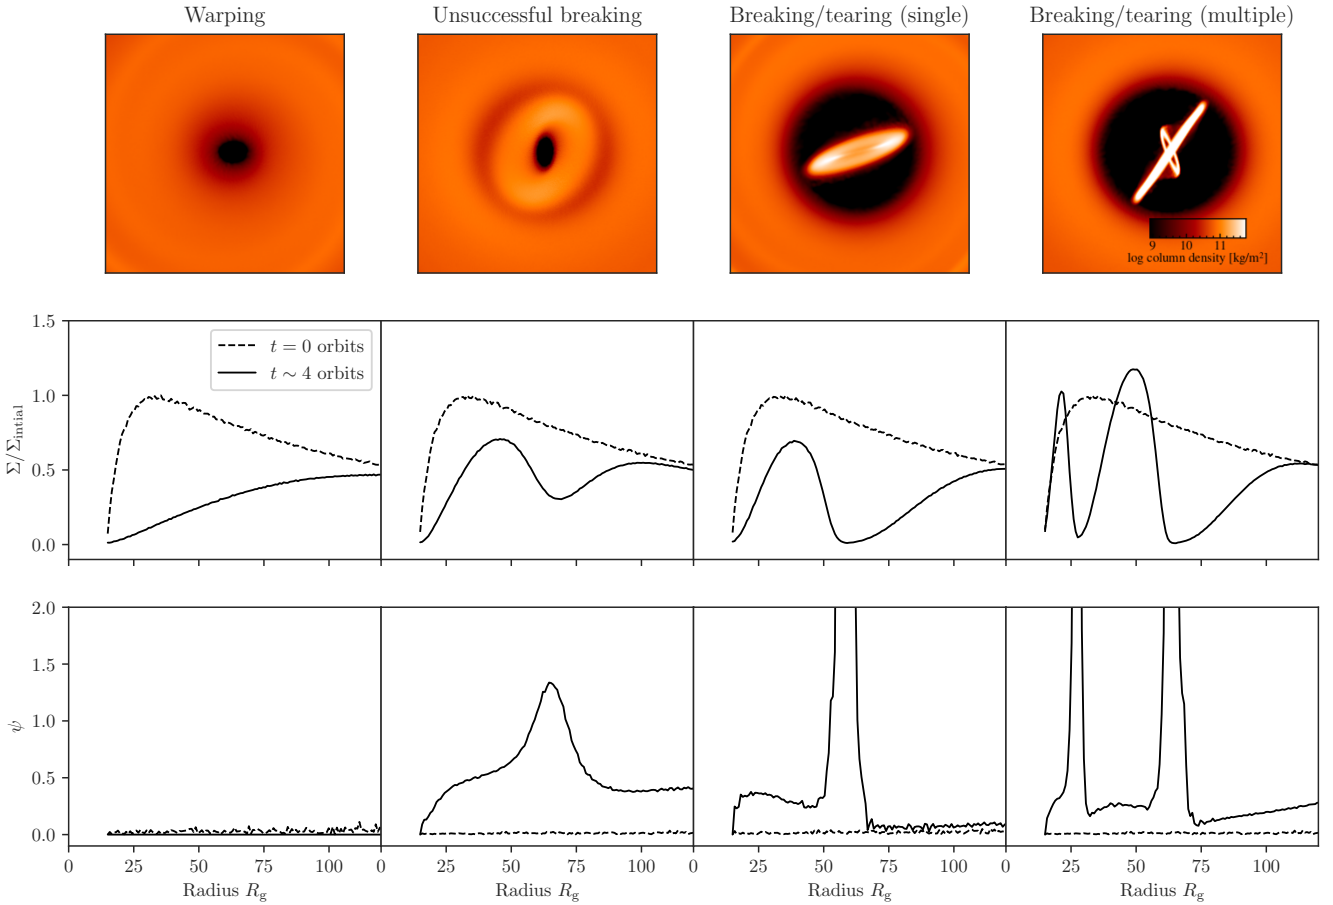 Warping
Unsuccessful breaking
Breaking/tearing (single)
Breaking/tearing (multiple)
9 10 11
log column density [kg/m²]
1.5
1.0
0.5
0.0
Σ/Σintial
t = 0 orbits
t ∼ 4 orbits
2.0
1.5
1.0
0.5
0.0
ψ
0 25 50 75 100
0 25 50 75 100
0 25 50 75 100
0 25 50 75 100
Radius Rg
Radius Rg
Radius Rg
Radius Rg